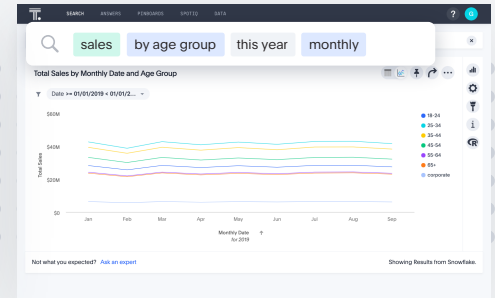 T.
SEARCH ANSWERS PINBOARDS SPOTIQ DATA
?
sales by age group this year monthly
Total Sales by Monthly Date and Age Group
Date >= 01/01/2019 < 01/01/2...
$60M
$40M
$20M
$0
Total Sales
Jan Feb Mar Apr May Jun Jul Aug Sep
Monthly Date
for 2019
18-24
25-34
35-44
45-54
55-64
65+
corporate
i
R
Not what you expected? Ask an expert
Showing Results from Snowflake.